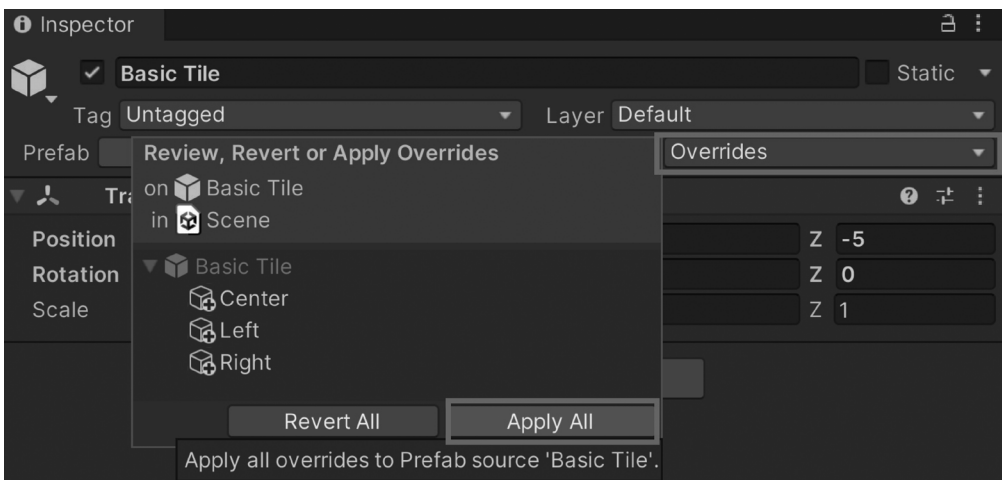 Inspector
Basic Tile Static
Tag Untagged Layer Default
Prefab Overrides
Review, Revert or Apply Overrides
on Basic Tile
in Scene
Tra
Position Z -5
Rotation Z 0
Scale Z 1
Basic Tile
Center
Left
Right
Revert All Apply All
Apply all overrides to Prefab source 'Basic Tile'.